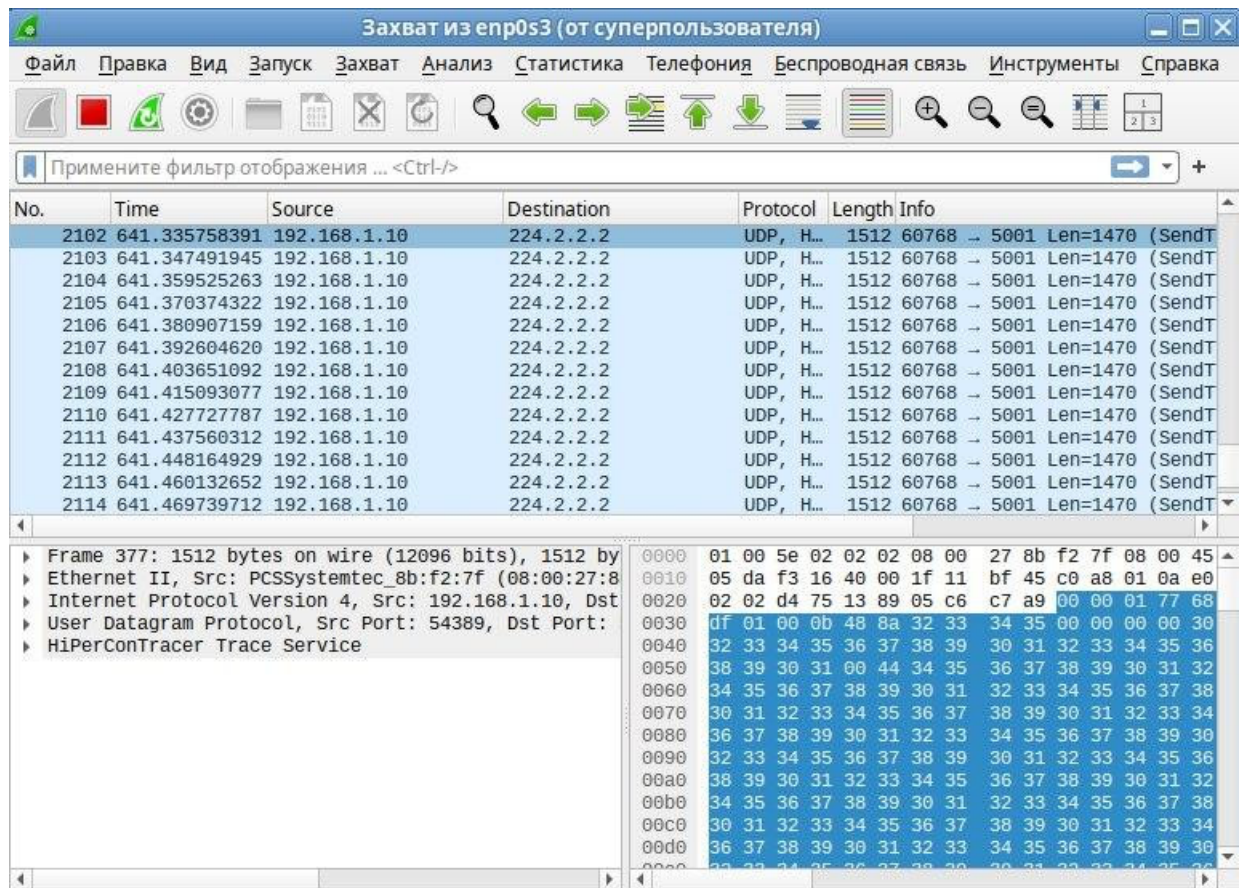 Захват из enp0s3 (от суперпользователя)
Файл Правка Вид Запуск Захват Анализ Статистика Телефония Беспроводная связь Инструменты Справка
Примените фильтр отображения ... <Ctrl-/>
No. Time Source Destination Protocol Length Info
2102 641.335758391 192.168.1.10 224.2.2.2 UDP, H… 1512 60768 → 5001 Len=1470 (SendT
2103 641.347491945 192.168.1.10 224.2.2.2 UDP, H… 1512 60768 → 5001 Len=1470 (SendT
2104 641.359525263 192.168.1.10 224.2.2.2 UDP, H… 1512 60768 → 5001 Len=1470 (SendT
2105 641.370374322 192.168.1.10 224.2.2.2 UDP, H… 1512 60768 → 5001 Len=1470 (SendT
2106 641.380907159 192.168.1.10 224.2.2.2 UDP, H… 1512 60768 → 5001 Len=1470 (SendT
2107 641.392604620 192.168.1.10 224.2.2.2 UDP, H… 1512 60768 → 5001 Len=1470 (SendT
2108 641.403651092 192.168.1.10 224.2.2.2 UDP, H… 1512 60768 → 5001 Len=1470 (SendT
2109 641.415093077 192.168.1.10 224.2.2.2 UDP, H… 1512 60768 → 5001 Len=1470 (SendT
2110 641.427727787 192.168.1.10 224.2.2.2 UDP, H… 1512 60768 → 5001 Len=1470 (SendT
2111 641.437560312 192.168.1.10 224.2.2.2 UDP, H… 1512 60768 → 5001 Len=1470 (SendT
2112 641.448164929 192.168.1.10 224.2.2.2 UDP, H… 1512 60768 → 5001 Len=1470 (SendT
2113 641.460132652 192.168.1.10 224.2.2.2 UDP, H… 1512 60768 → 5001 Len=1470 (SendT
2114 641.469739712 192.168.1.10 224.2.2.2 UDP, H… 1512 60768 → 5001 Len=1470 (SendT
Frame 377: 1512 bytes on wire (12096 bits), 1512 by
Ethernet II, Src: PCSSystemtec_8b:f2:7f (08:00:27:8
Internet Protocol Version 4, Src: 192.168.1.10, Dst
User Datagram Protocol, Src Port: 54389, Dst Port:
HiPerConTracer Trace Service
0000 01 00 5e 02 02 02 08 00 27 8b f2 7f 08 00 45
0010 05 da f3 16 40 00 1f 11 bf 45 c0 a8 01 0a e0
0020 02 02 d4 75 13 89 05 c6 c7 a9 00 00 01 77 68
0030 df 01 00 0b 48 8a 32 33 34 35 00 00 00 00 30
0040 32 33 34 35 36 37 38 39 30 31 32 33 34 35 36
0050 38 39 30 31 00 44 34 35 36 37 38 39 30 31 32
0060 34 35 36 37 38 39 30 31 32 33 34 35 36 37 38
0070 30 31 32 33 34 35 36 37 38 39 30 31 32 33 34
0080 36 37 38 39 30 31 32 33 34 35 36 37 38 39 30
0090 32 33 34 35 36 37 38 39 30 31 32 33 34 35 36
00a0 38 39 30 31 32 33 34 35 36 37 38 39 30 31 32
00b0 34 35 36 37 38 39 30 31 32 33 34 35 36 37 38
00c0 30 31 32 33 34 35 36 37 38 39 30 31 32 33 34
00d0 36 37 38 39 30 31 32 33 34 35 36 37 38 39 30